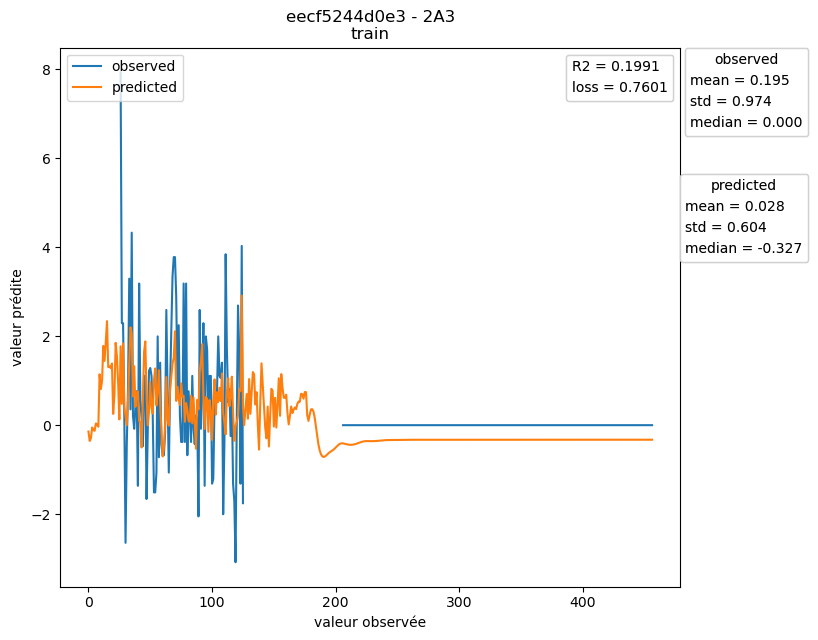 eecf5244d0e3 - 2A3
train
observed
predicted
R2 = 0.1991
loss = 0.7601
observed
mean = 0.195
std = 0.974
median = 0.000
predicted
mean = 0.028
std = 0.604
median = -0.327
valeur prédite
8
6
4
2
0
−2
0 100 200 300 400
valeur observée